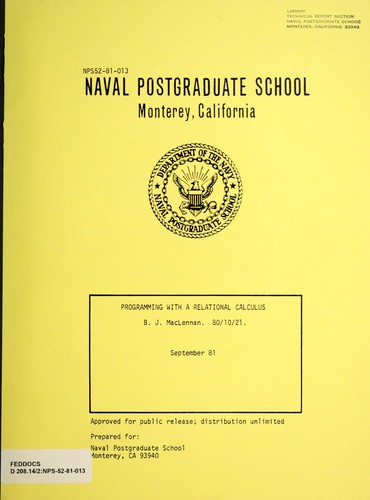 LIBRARY
TECHNICAL REPORT SECTION
NAVAL POSTGRADUATE SCHOOL
MONTEREY, CALIFORNIA 93940
NPS52-81-013
NAVAL POSTGRADUATE SCHOOL
Monterey, California
DEPARTMENT OF THE NAVY
NAVAL POSTGRADUATE SCHOOL
PROGRAMMING WITH A RELATIONAL CALCULUS
B. J. MacLennan. 80/10/21.
September 81
Approved for public release; distribution unlimited
Prepared for:
Naval Postgraduate School
Monterey, CA 93940
FEDDOCS
D 208.14/2:NPS-52-81-013